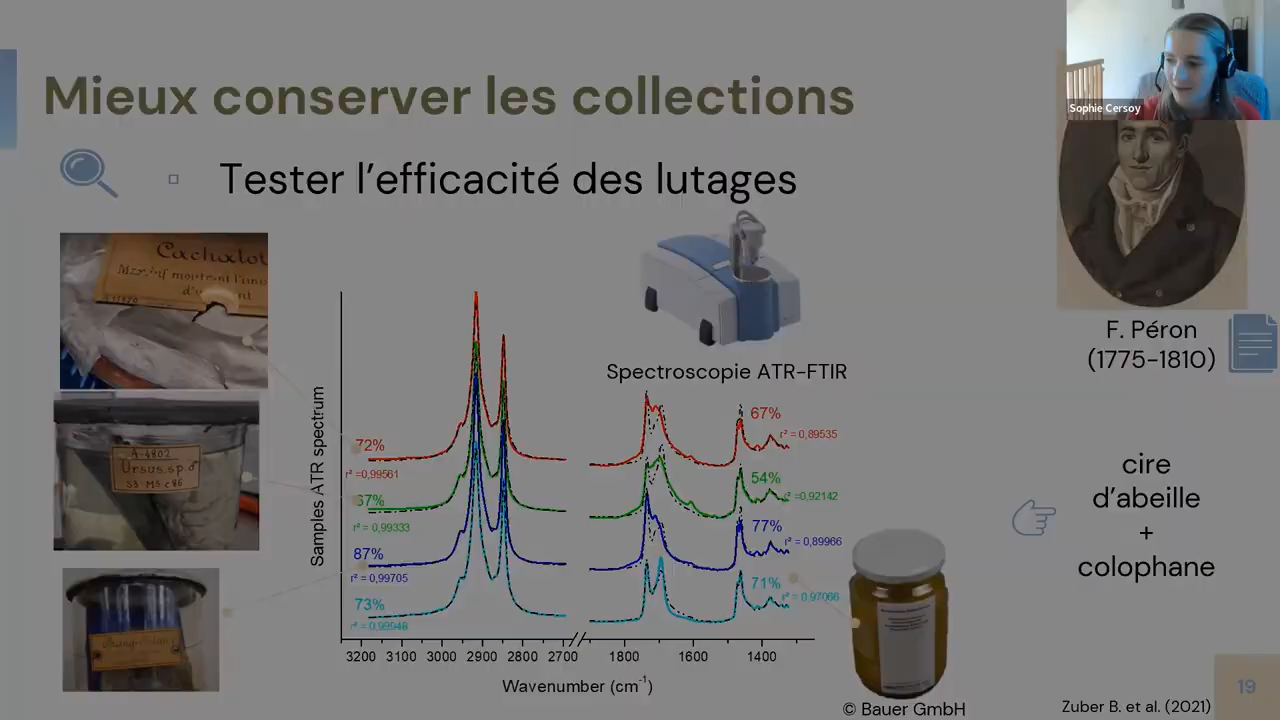 Sophie Cersoy
Mieux conserver les collections
Tester l'efficacité des lutages
Cachalot
A-4802
Ursus.sp.♂
F. Péron
(1775-1810)
Spectroscopie ATR-FTIR
Samples ATR spectrum
72%
r² =0,99561
67%
r² = 0,99333
87%
r² = 0,99705
73%
r² = 0,99948
67%
r² = 0,89535
54%
r² =0,92142
77%
r² = 0,89966
71%
r² = 0,97066
3200 3100 3000 2900 2800 2700 1800 1600 1400
Wavenumber (cm⁻¹)
cire
d'abeille
+
colophane
© Bauer GmbH
Zuber B. et al. (2021)
19